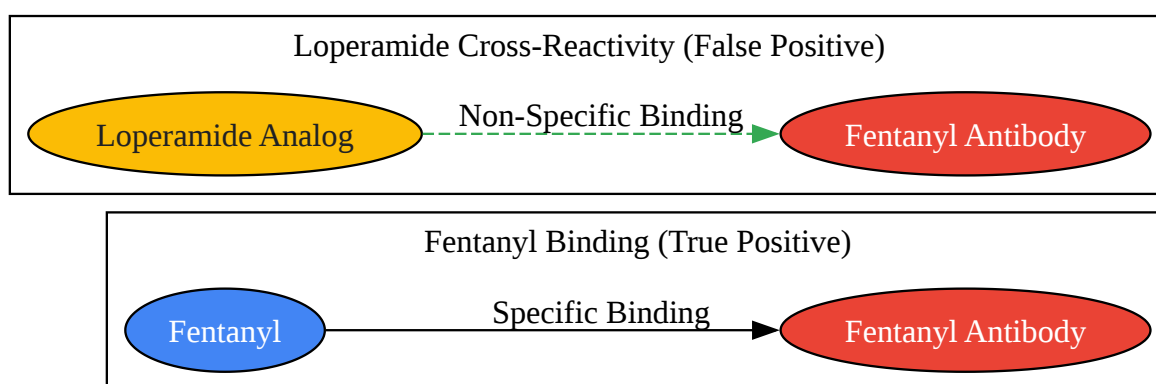 Loperamide Cross-Reactivity (False Positive)
Loperamide Analog
Non-Specific Binding
Fentanyl Antibody
Fentanyl Binding (True Positive)
Fentanyl
Specific Binding
Fentanyl Antibody